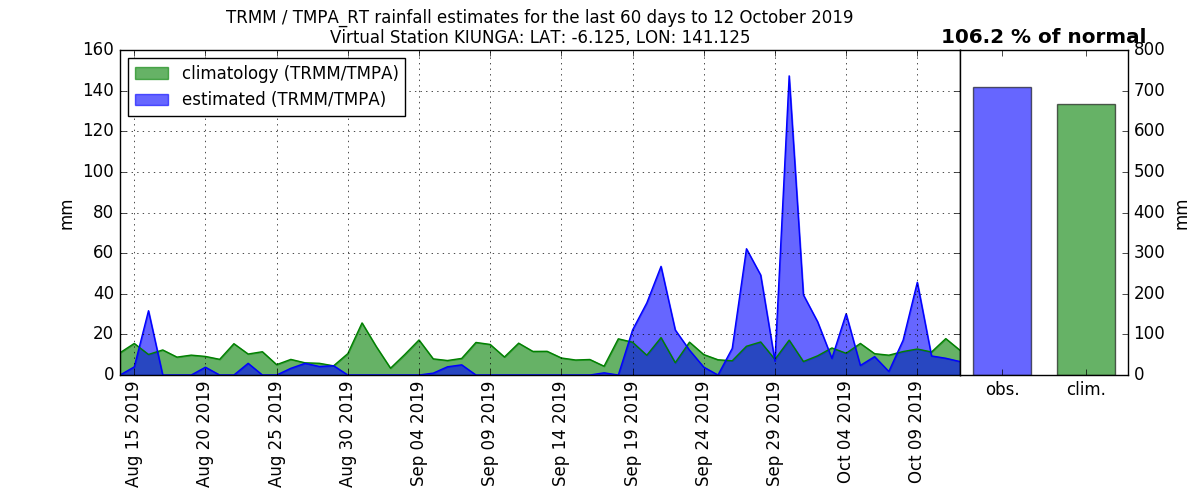 TRMM / TMPA_RT rainfall estimates for the last 60 days to 12 October 2019
Virtual Station KIUNGA: LAT: -6.125, LON: 141.125
106.2 % of normal
climatology (TRMM/TMPA)
estimated (TRMM/TMPA)
160
140
120
100
80
60
40
20
0
mm
800
700
600
500
400
300
200
100
0
mm
Aug 15 2019
Aug 20 2019
Aug 25 2019
Aug 30 2019
Sep 04 2019
Sep 09 2019
Sep 14 2019
Sep 19 2019
Sep 24 2019
Sep 29 2019
Oct 04 2019
Oct 09 2019
obs.
clim.